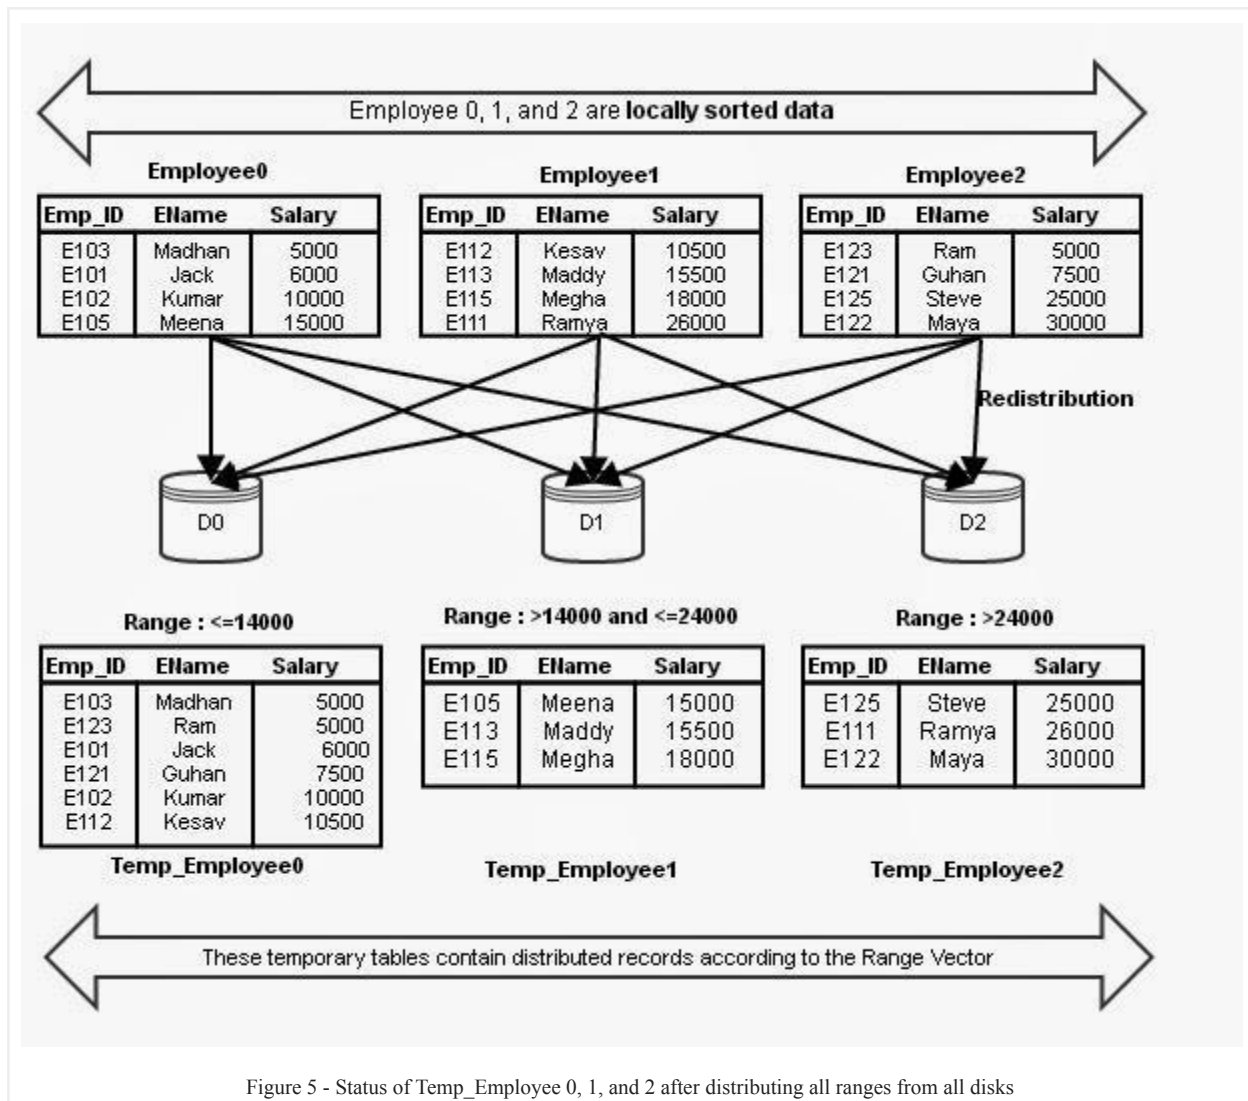 Employee 0, 1, and 2 are locally sorted data
Employee0
Emp_ID EName Salary
E103 Madhan 5000
E101 Jack 6000
E102 Kumar 10000
E105 Meena 15000
Employee1
Emp_ID EName Salary
E112 Kesav 10500
E113 Maddy 15500
E115 Megha 18000
E111 Ramya 26000
Employee2
Emp_ID EName Salary
E123 Ram 5000
E121 Guhan 7500
E125 Steve 25000
E122 Maya 30000
Redistribution
D0
D1
D2
Range : <=14000
Emp_ID EName Salary
E103 Madhan 5000
E123 Ram 5000
E101 Jack 6000
E121 Guhan 7500
E102 Kumar 10000
E112 Kesav 10500
Temp_Employee0
Range : >14000 and <=24000
Emp_ID EName Salary
E105 Meena 15000
E113 Maddy 15500
E115 Megha 18000
Temp_Employee1
Range : >24000
Emp_ID EName Salary
E125 Steve 25000
E111 Ramya 26000
E122 Maya 30000
Temp_Employee2
These temporary tables contain distributed records according to the Range Vector
Figure 5 - Status of Temp_Employee 0, 1, and 2 after distributing all ranges from all disks